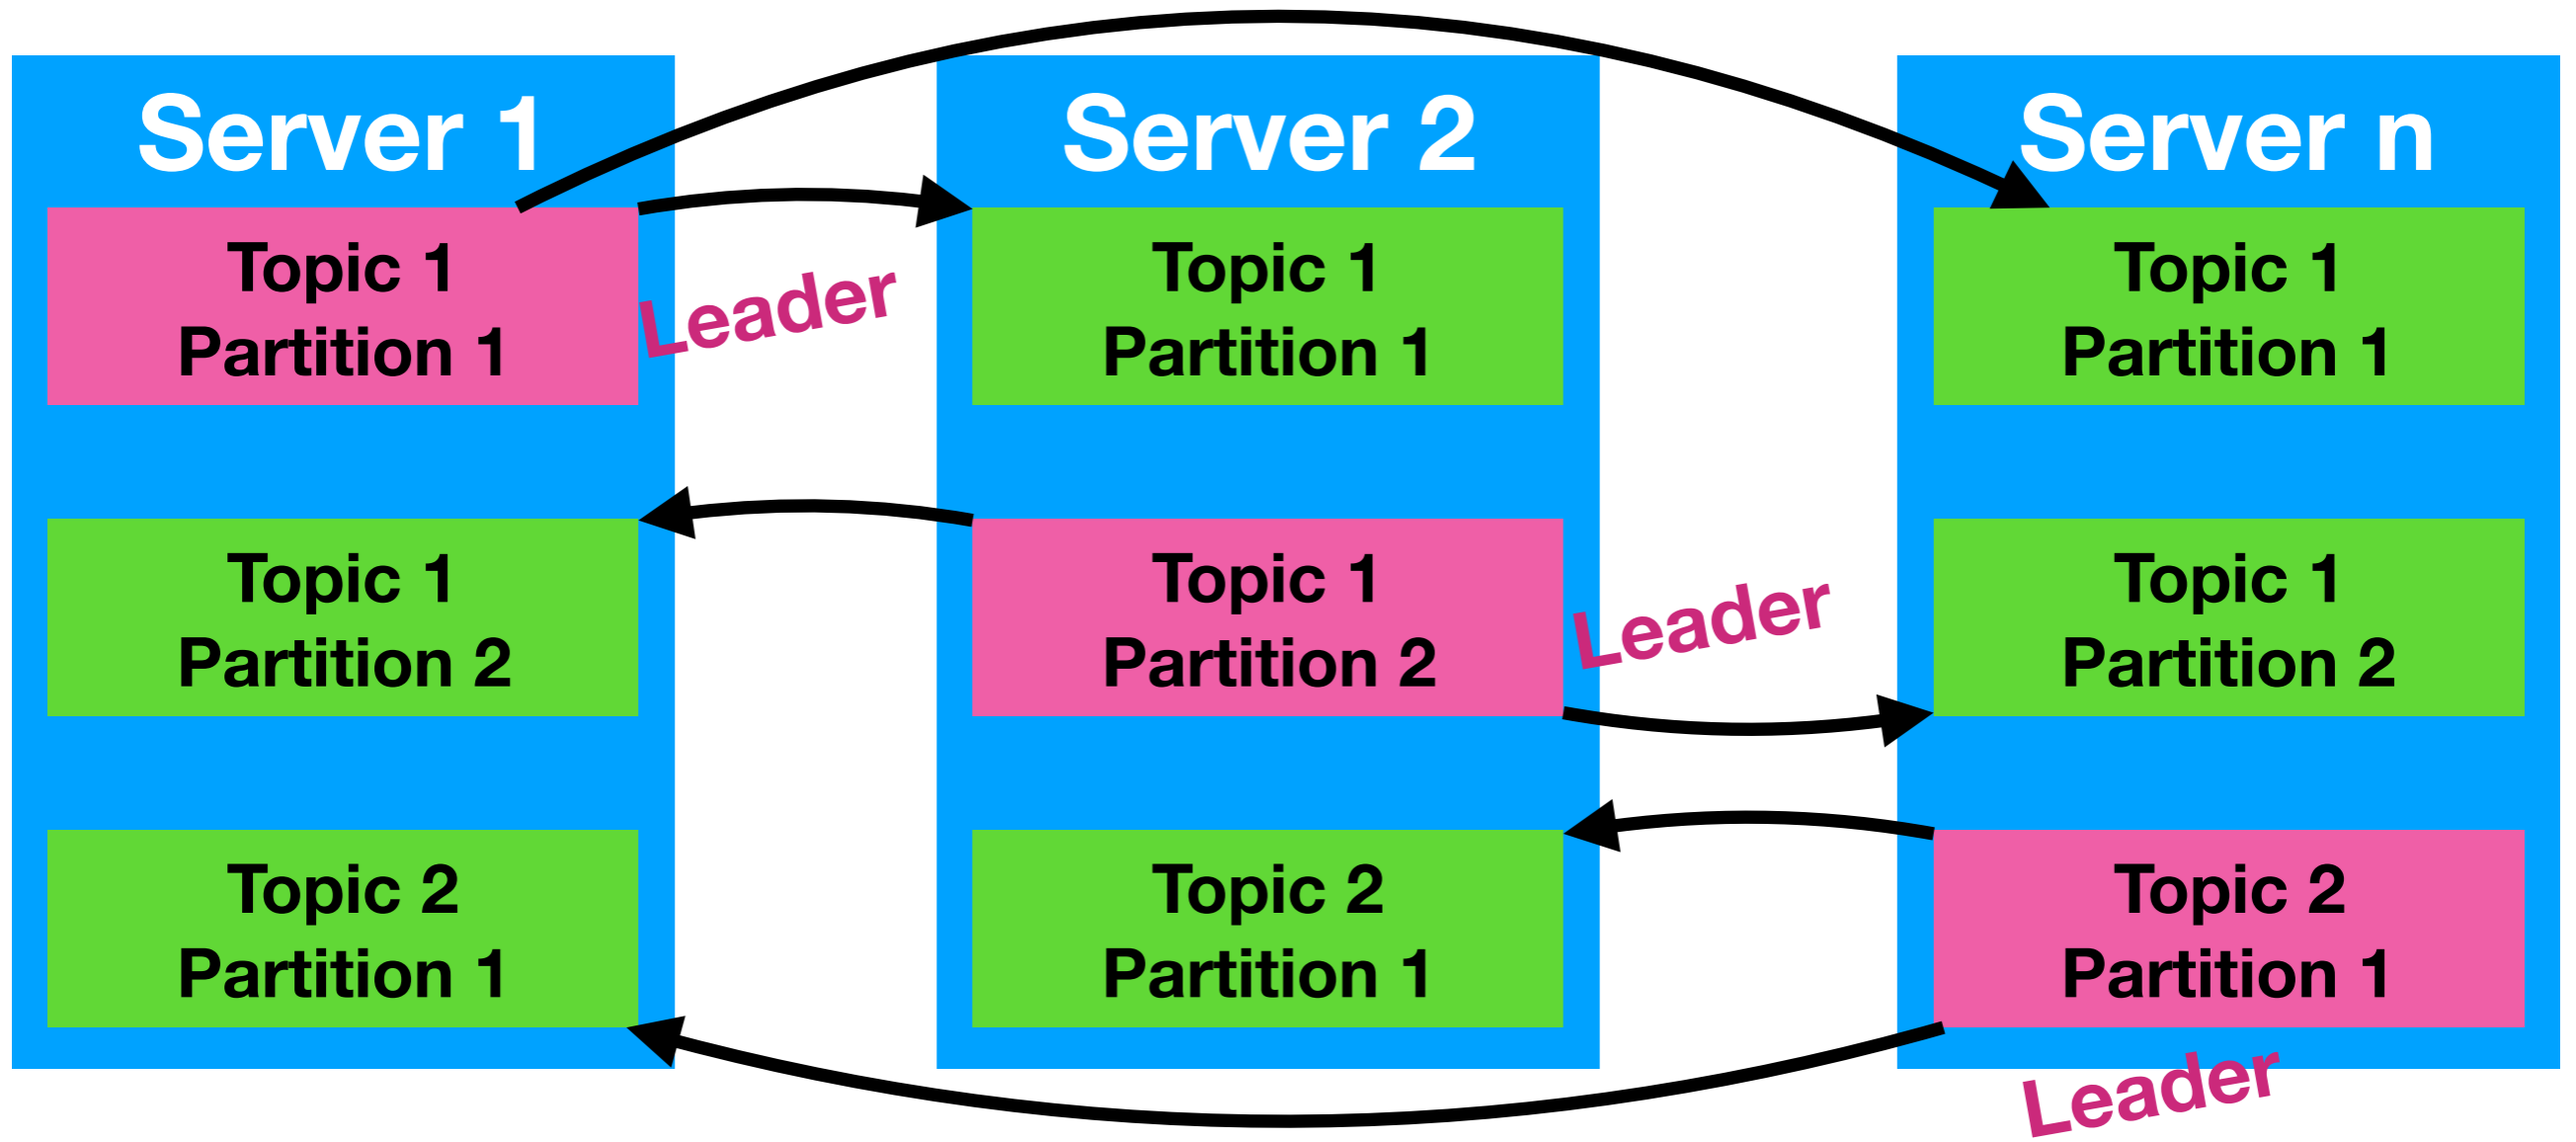 Server 1
Topic 1
Partition 1
Leader
Topic 1
Partition 2
Topic 2
Partition 1
Server 2
Topic 1
Partition 1
Topic 1
Partition 2
Leader
Topic 2
Partition 1
Server n
Topic 1
Partition 1
Topic 1
Partition 2
Topic 2
Partition 1
Leader